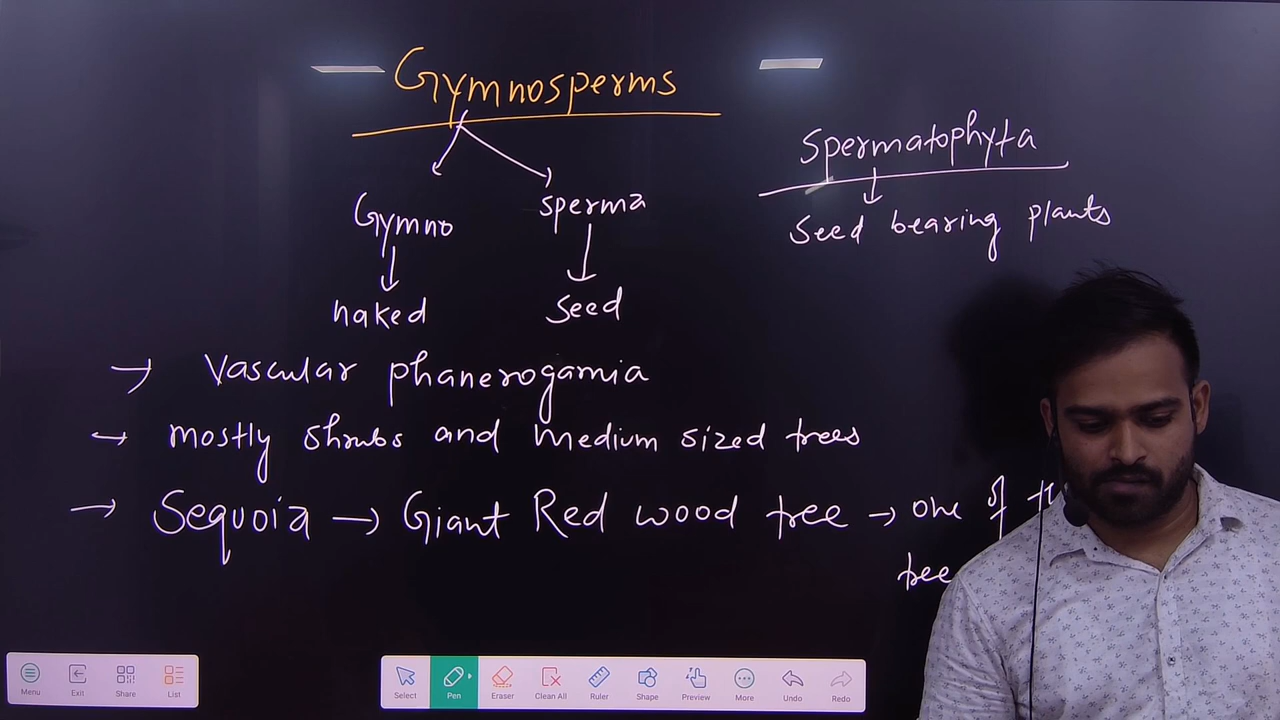 Gymnosperms
Spermatophyta
Seed bearing plants
Gymno
sperma
naked
Seed
Vascular phanerogamia
mostly shrubs and medium sized trees
Sequoia → Giant Red wood tree → one of
tree
Menu
Exit
Share
List
Select
Pen
Eraser
Clean All
Ruler
Shape
Preview
More
Undo
Redo